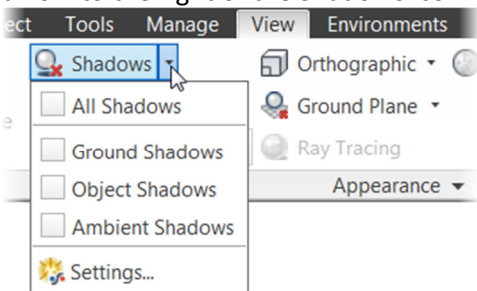 Tools Manage View Environments
Shadows Orthographic
All Shadows Ground Plane
Ground Shadows Ray Tracing
Object Shadows Appearance
Ambient Shadows
Settings...